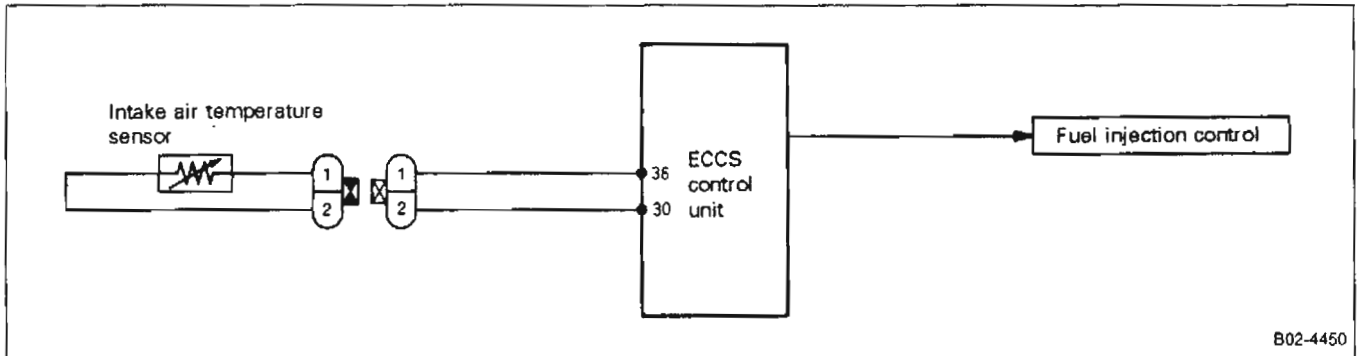 Intake air temperature
sensor
1
2
1
2
36
30
ECCS
control
unit
Fuel injection control
B02-4450